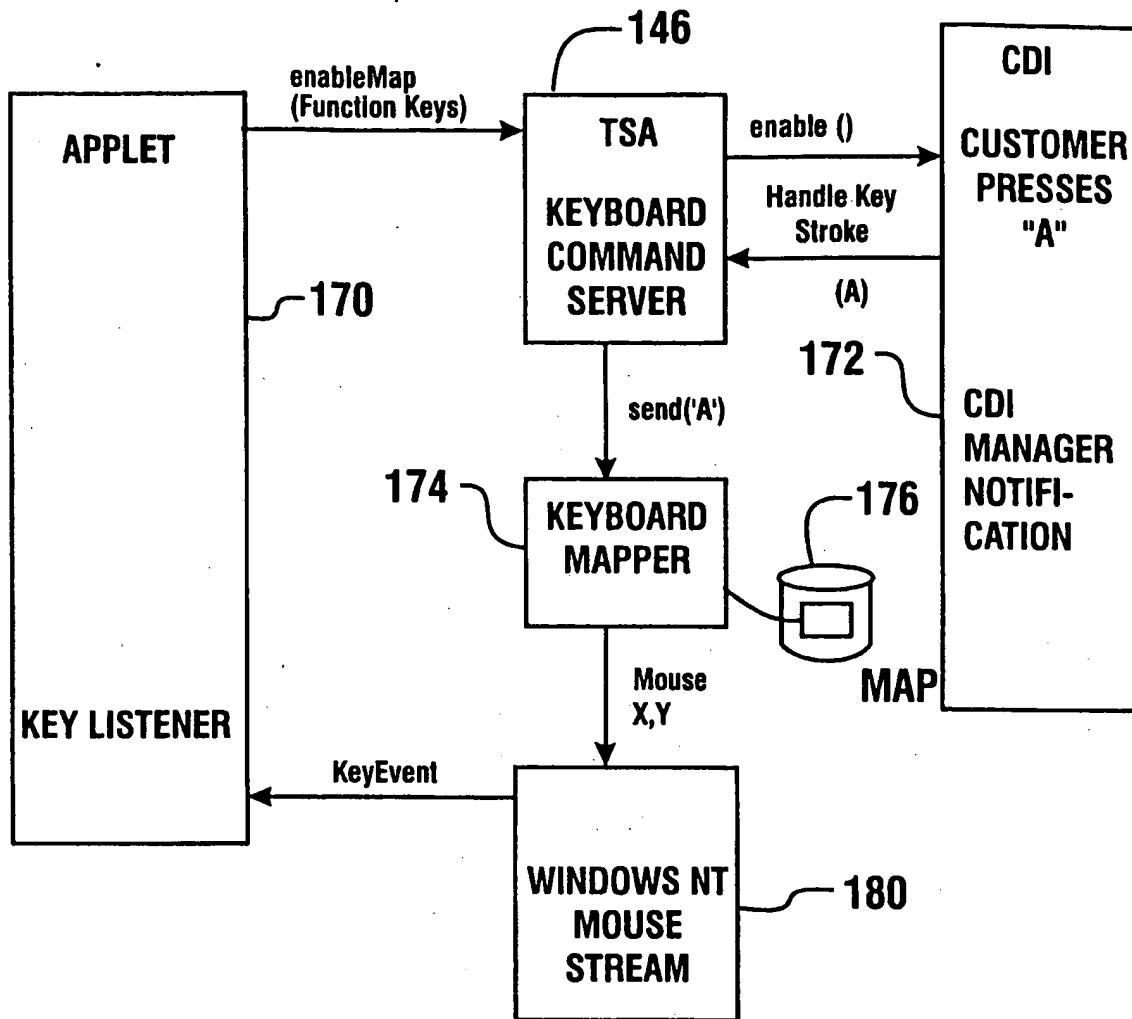 146
enableMap
(Function Keys)
APPLET
170
KEY LISTENER
TSA
KEYBOARD
COMMAND
SERVER
enable ()
Handle Key
Stroke
(A)
CDI
CUSTOMER
PRESSES
"A"
172
CDI
MANAGER
NOTIFI-
CATION
send('A')
174
KEYBOARD
MAPPER
176
MAP
Mouse
X,Y
KeyEvent
WINDOWS NT
MOUSE
STREAM
180